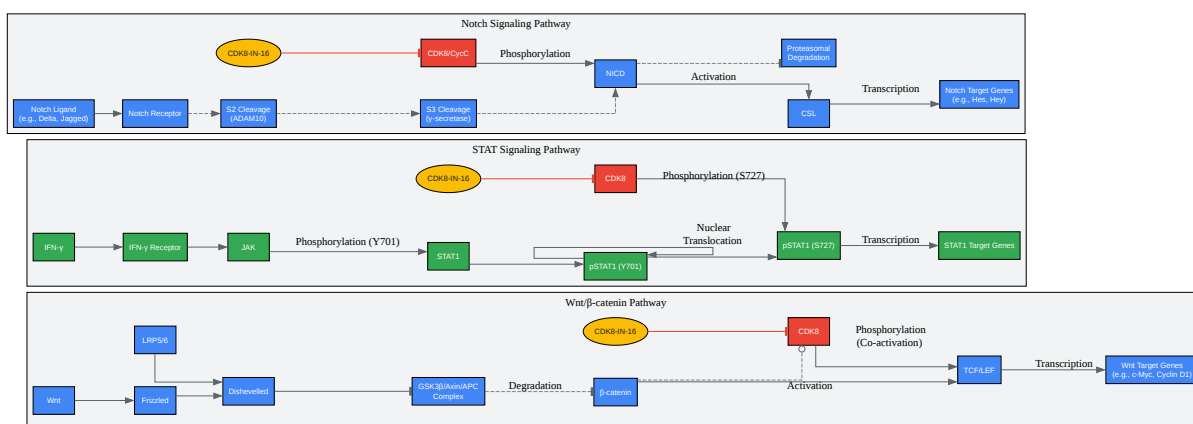 Notch Signaling Pathway
CDK8-IN-16
CDK8/CycC
Phosphorylation
NICD
Proteasomal
Degradation
Activation
Transcription
Notch Ligand
(e.g., Delta, Jagged)
Notch Receptor
S2 Cleavage
(ADAM10)
S3 Cleavage
(γ-secretase)
CSL
Notch Target Genes
(e.g., Hes, Hey)
STAT Signaling Pathway
CDK8-IN-16
CDK8
Phosphorylation (S727)
IFN-γ
IFN-γ Receptor
JAK
Phosphorylation (Y701)
STAT1
pSTAT1 (Y701)
Nuclear
Translocation
pSTAT1 (S727)
Transcription
STAT1 Target Genes
Wnt/β-catenin Pathway
CDK8-IN-16
CDK8
Phosphorylation
(Co-activation)
LRP5/6
Wnt
Frizzled
Dishevelled
GSK3β/Axin/APC
Complex
Degradation
β-catenin
Activation
TCF/LEF
Transcription
Wnt Target Genes
(e.g., c-Myc, Cyclin D1)